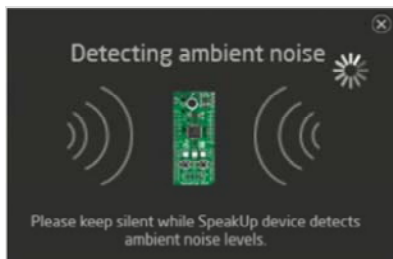 Detecting ambient noise
Please keep silent while SpeakUp device detects
ambient noise levels.